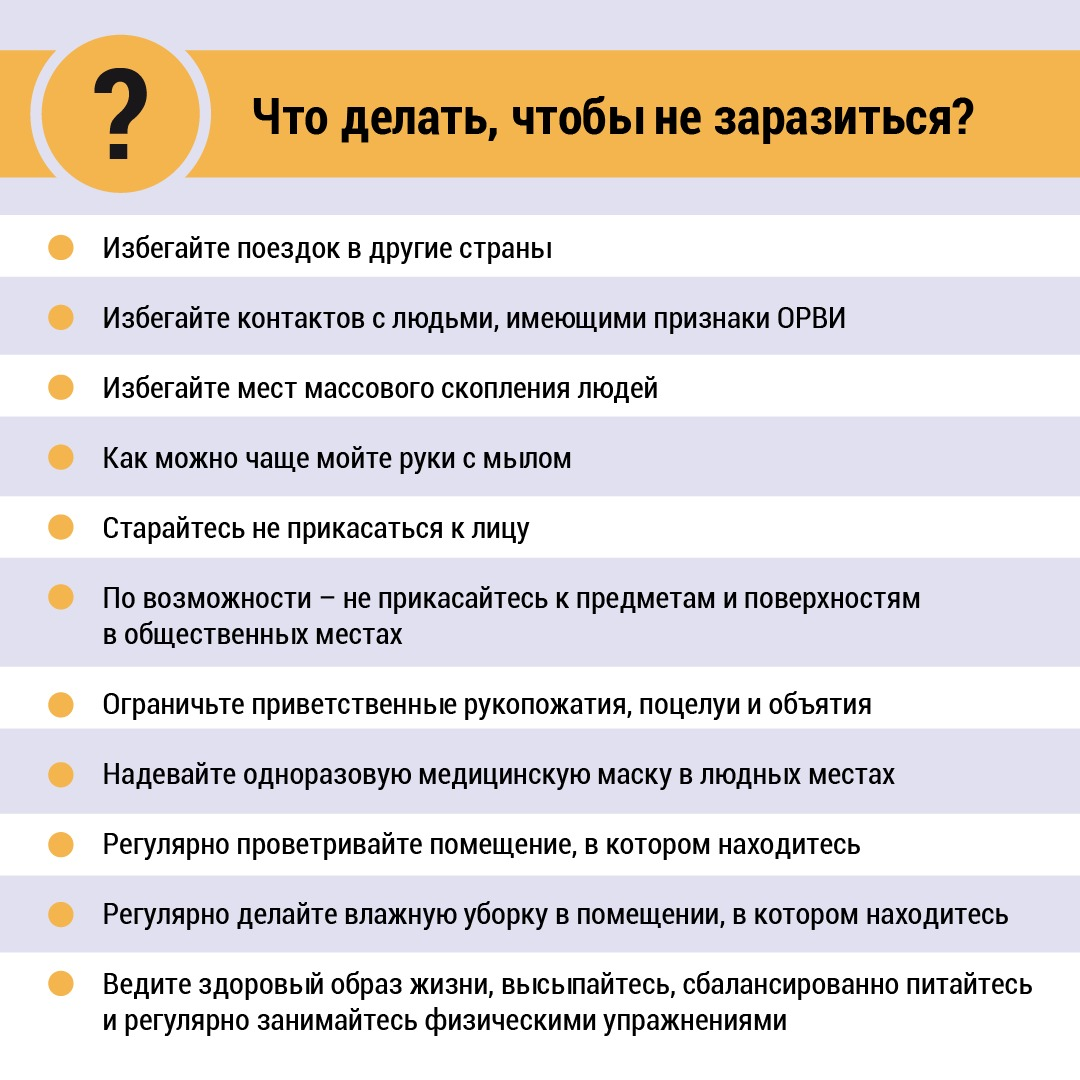 ?
Что делать, чтобы не заразиться?
Избегайте поездок в другие страны
Избегайте контактов с людьми, имеющими признаки ОРВИ
Избегайте мест массового скопления людей
Как можно чаще мойте руки с мылом
Старайтесь не прикасаться к лицу
По возможности – не прикасайтесь к предметам и поверхностям
в общественных местах
Ограничьте приветственные рукопожатия, поцелуи и объятия
Надевайте одноразовую медицинскую маску в людных местах
Регулярно проветривайте помещение, в котором находитесь
Регулярно делайте влажную уборку в помещении, в котором находитесь
Ведите здоровый образ жизни, высыпайтесь, сбалансированно питайтесь
и регулярно занимайтесь физическими упражнениями